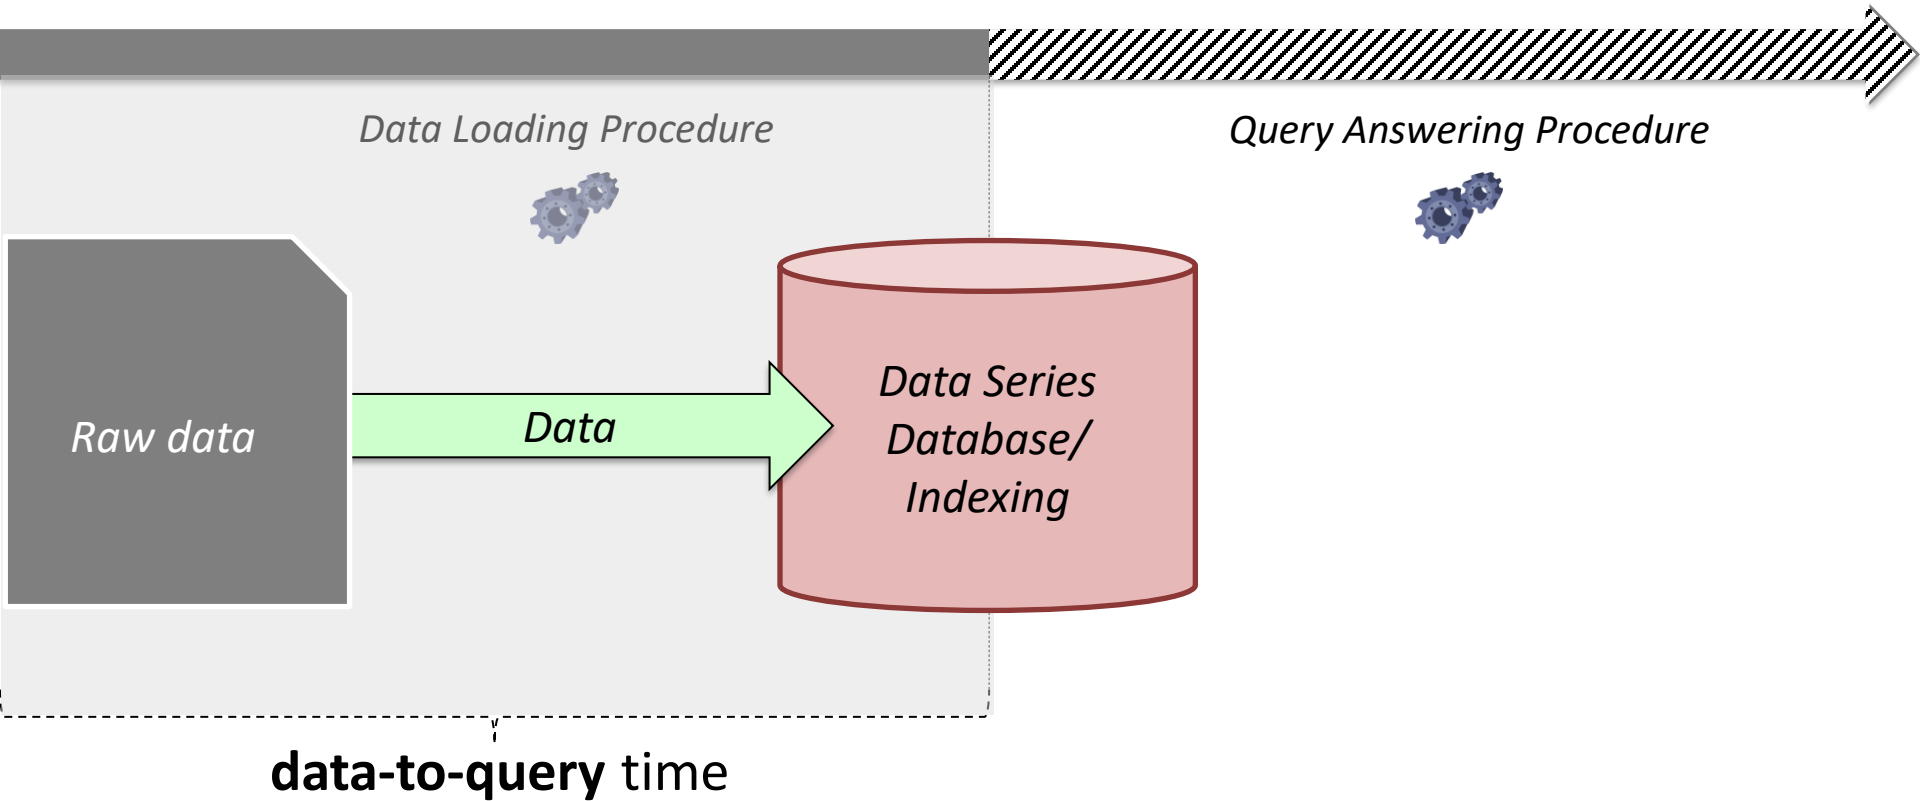 Data Loading Procedure
Query Answering Procedure
Raw data
Data
Data Series
Database/
Indexing
data-to-query time